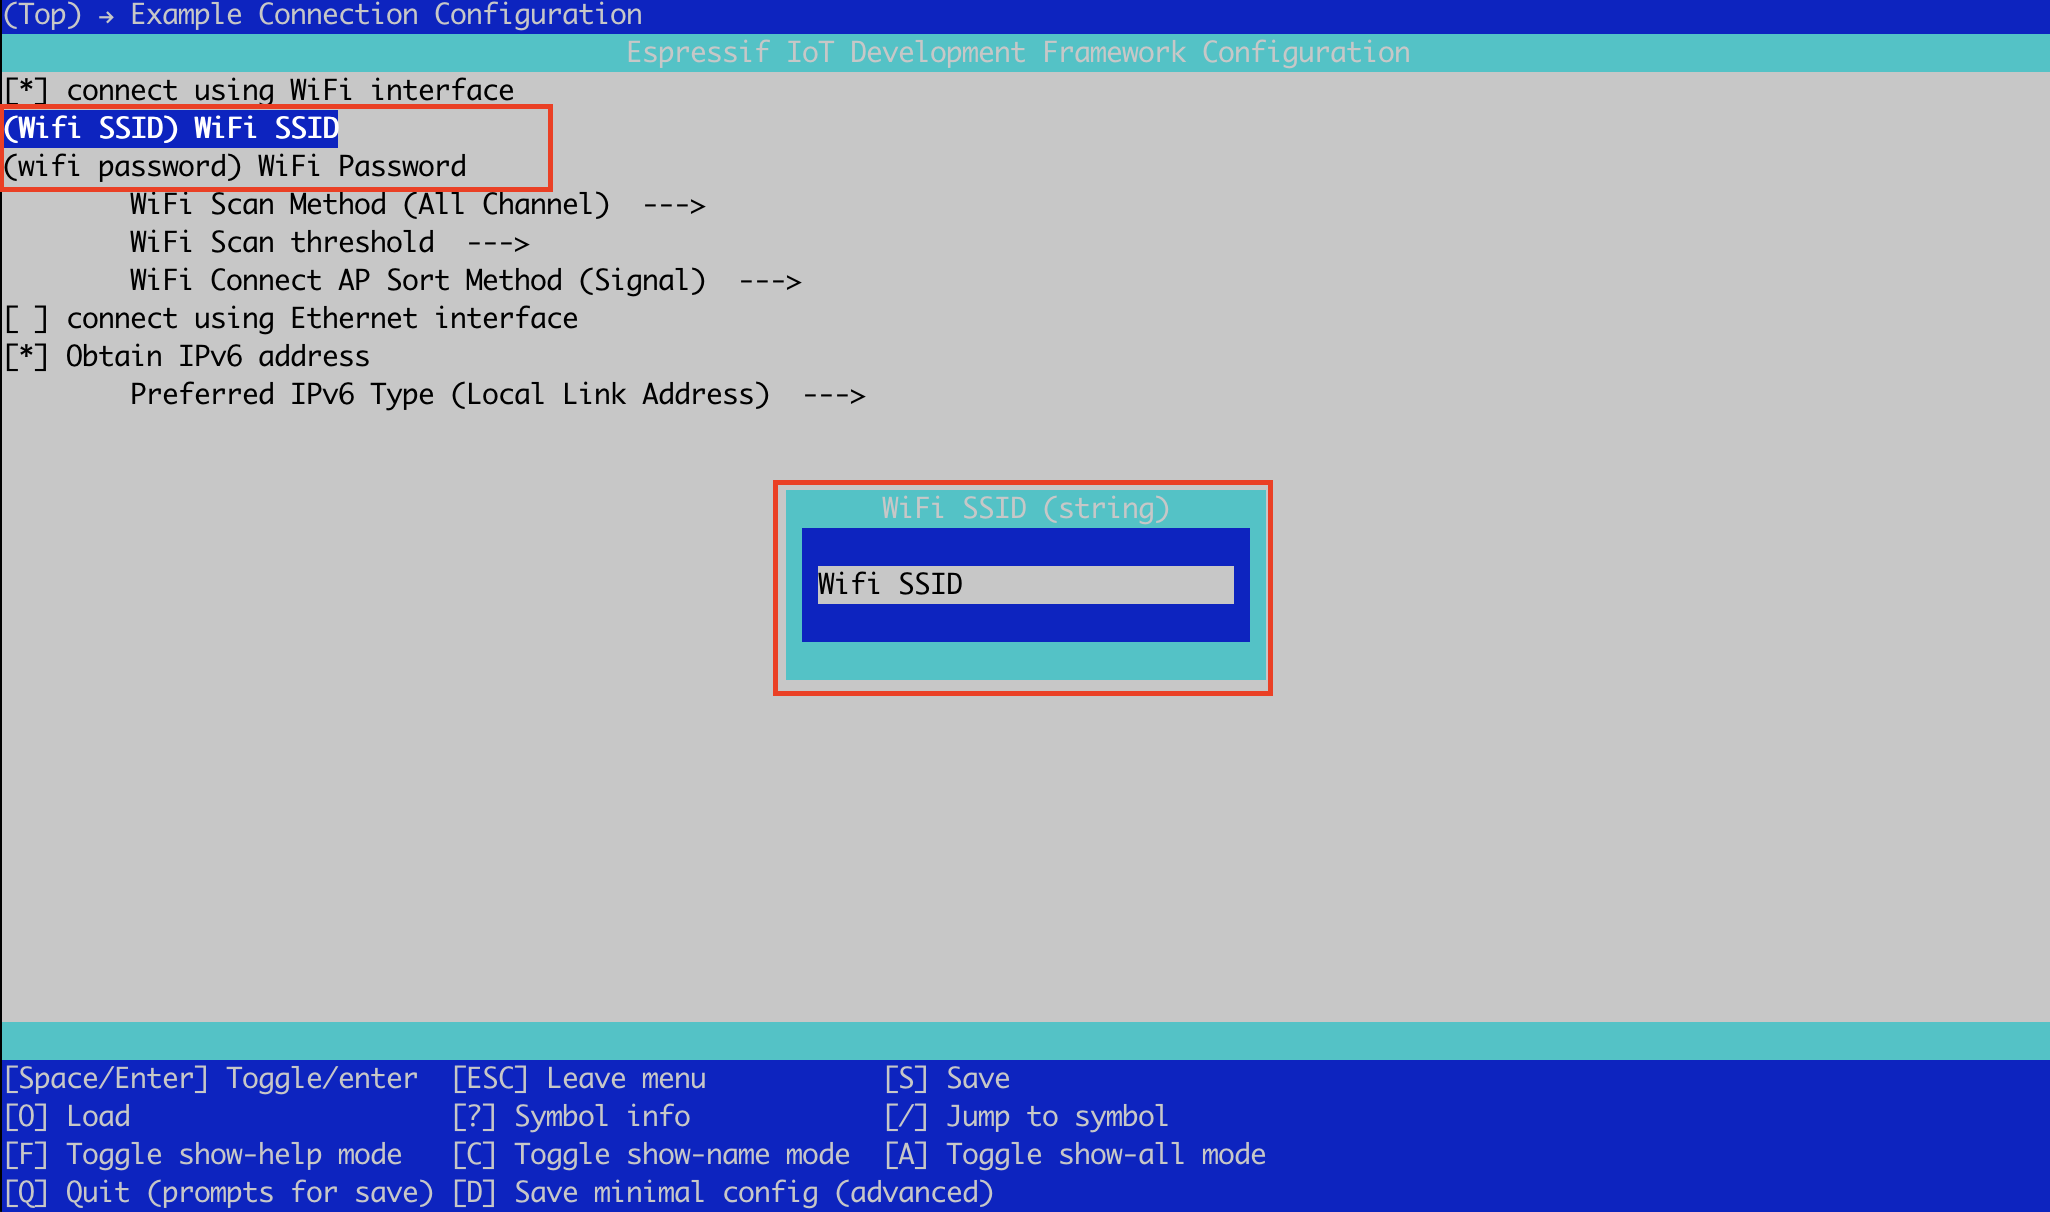 (Top) → Example Connection Configuration
Espressif IoT Development Framework Configuration
[*] connect using WiFi interface
(Wifi SSID) WiFi SSID
(wifi password) WiFi Password
WiFi Scan Method (All Channel)  --->
WiFi Scan threshold  --->
WiFi Connect AP Sort Method (Signal)  --->
[ ] connect using Ethernet interface
[*] Obtain IPv6 address
Preferred IPv6 Type (Local Link Address)  --->
WiFi SSID (string)
Wifi SSID
[Space/Enter] Toggle/enter  [ESC] Leave menu  [S] Save
[O] Load  [?] Symbol info  [/] Jump to symbol
[F] Toggle show-help mode  [C] Toggle show-name mode  [A] Toggle show-all mode
[Q] Quit (prompts for save) [D] Save minimal config (advanced)